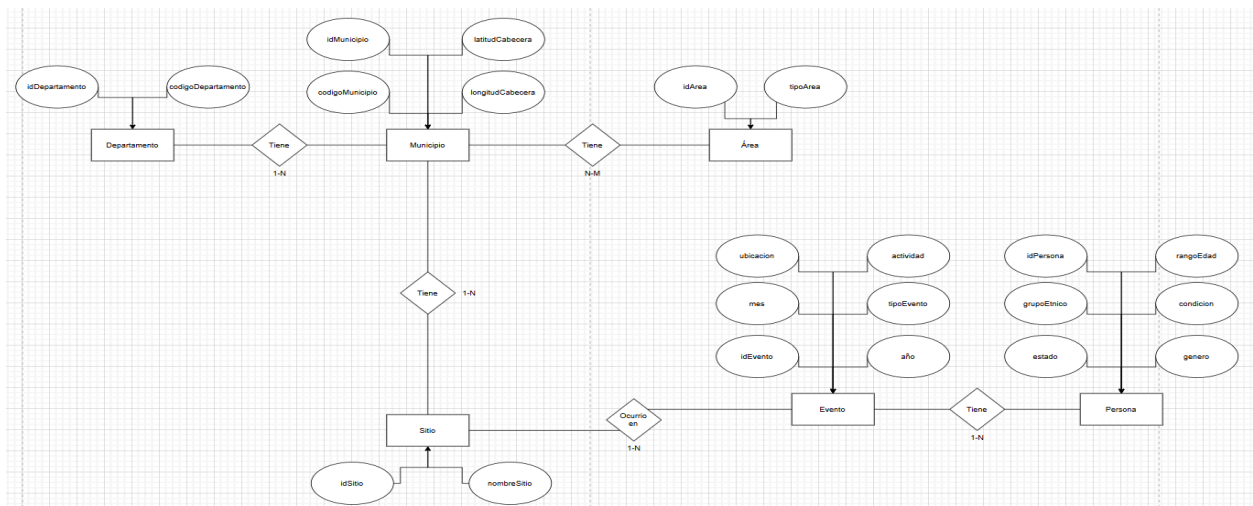 idMunicipio
latitudCabecera
idDepartamento
codigoDepartamento
codigoMunicipio
longitudCabecera
idArea
tipoArea
Departamento
Tiene
1-N
Municipio
Tiene
N-M
Área
Tiene
1-N
ubicacion
actividad
mes
tipoEvento
idEvento
año
idPersona
rangoEdad
grupoEtnico
condicion
estado
genero
Sitio
Ocurrio
en
1-N
Evento
Tiene
1-N
Persona
idSitio
nombreSitio